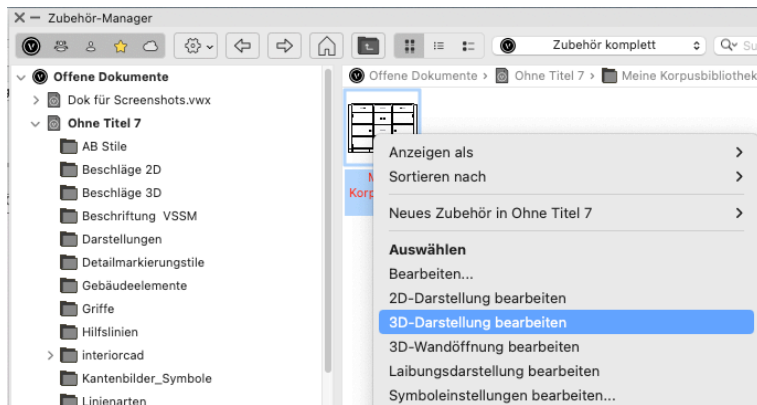 Zubehör-Manager
Zubehör komplett
Offene Dokumente
Offene Dokumente > Ohne Titel 7 > Meine Korpusbibliothek
Dok für Screenshots.vwx
Ohne Titel 7
AB Stile
Anzeigen als
Beschläge 2D
Sortieren nach
Beschläge 3D
Beschriftung VSSM
Neues Zubehör in Ohne Titel 7
Darstellungen
Auswählen
Detailmarkierungstile
Bearbeiten...
Gebäudeelemente
2D-Darstellung bearbeiten
Griffe
3D-Darstellung bearbeiten
Hilfslinien
3D-Wandöffnung bearbeiten
interiorcad
Laibungsdarstellung bearbeiten
Kantenbilder_Symbole
Symboleinstellungen bearbeiten...
Linienarten